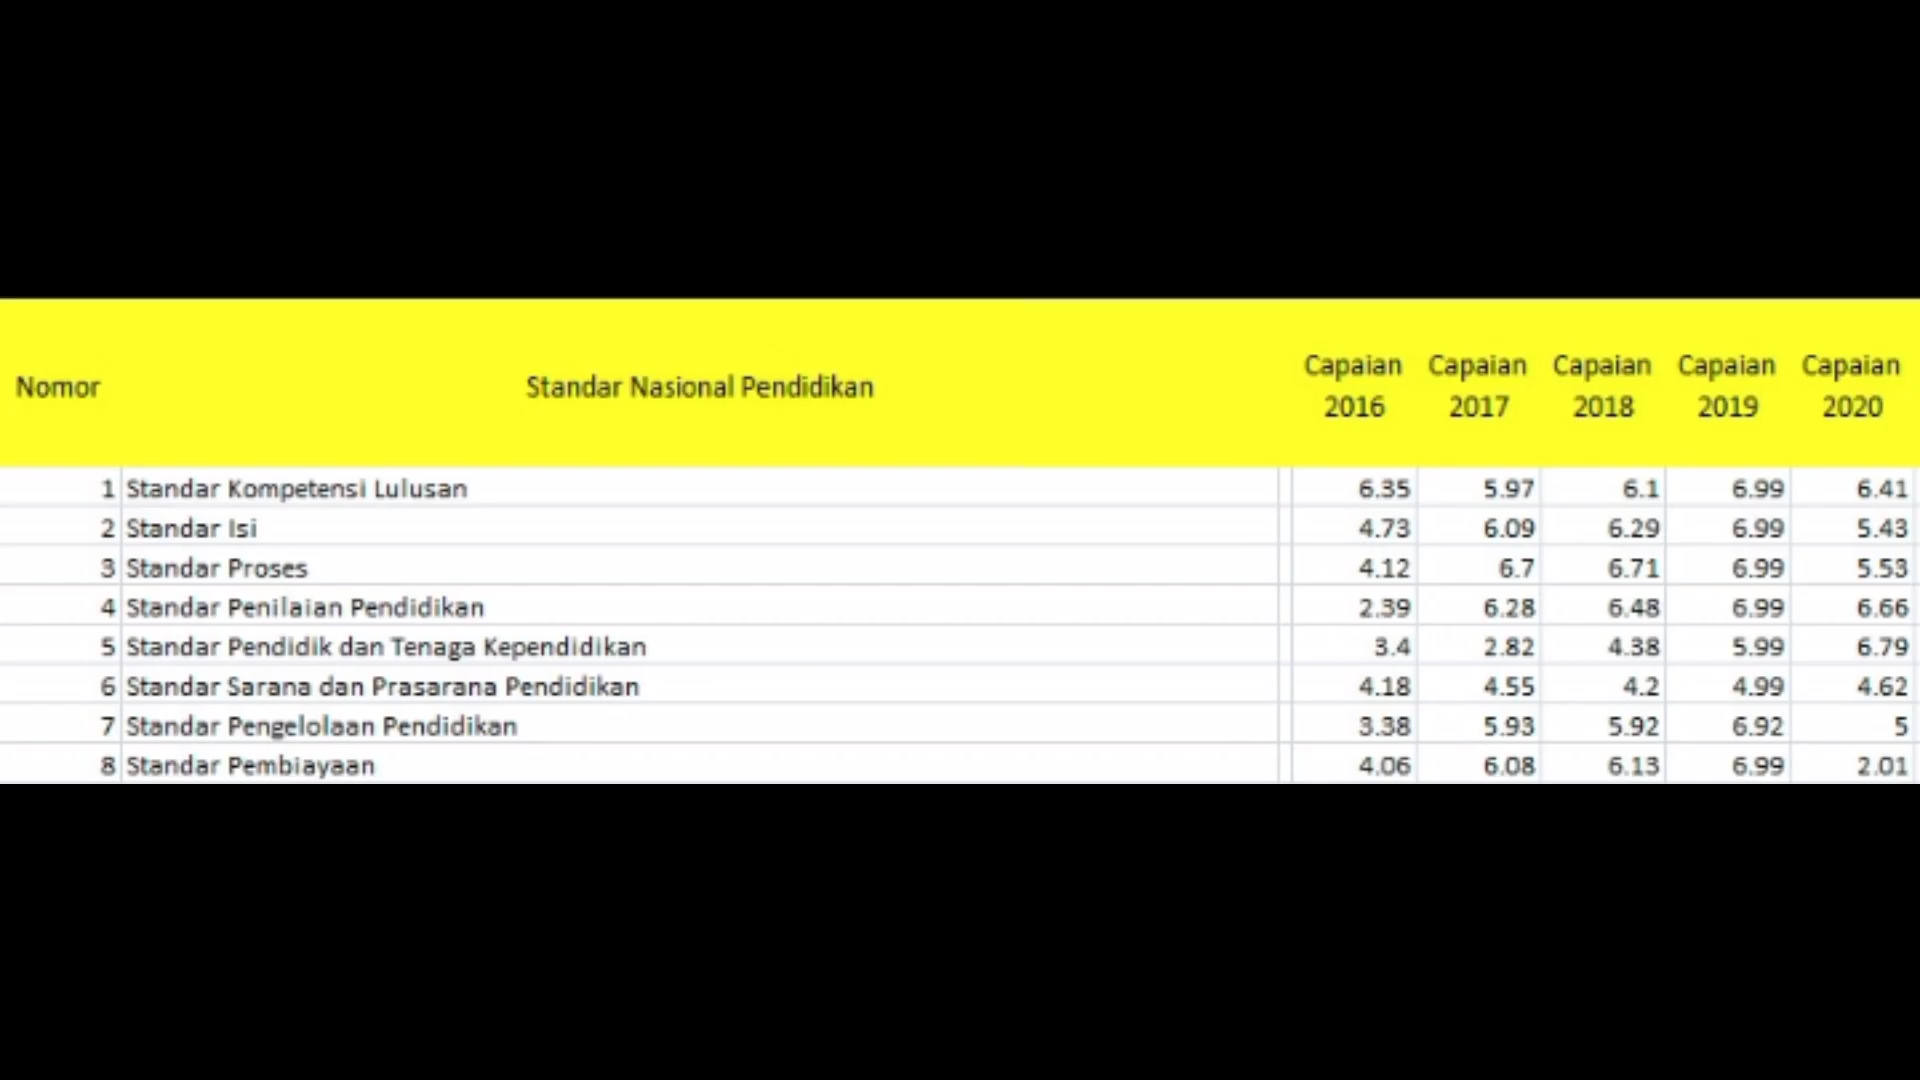 Nomor Standar Nasional Pendidikan Capaian 2016 Capaian 2017 Capaian 2018 Capaian 2019 Capaian 2020
1 Standar Kompetensi Lulusan 6.35 5.97 6.1 6.99 6.41
2 Standar Isi 4.73 6.09 6.29 6.99 5.43
3 Standar Proses 4.12 6.7 6.71 6.99 5.53
4 Standar Penilaian Pendidikan 2.39 6.28 6.48 6.99 6.66
5 Standar Pendidik dan Tenaga Kependidikan 3.4 2.82 4.38 5.99 6.79
6 Standar Sarana dan Prasarana Pendidikan 4.18 4.55 4.2 4.99 4.62
7 Standar Pengelolaan Pendidikan 3.38 5.93 5.92 6.92 5
8 Standar Pembiayaan 4.06 6.08 6.13 6.99 2.01